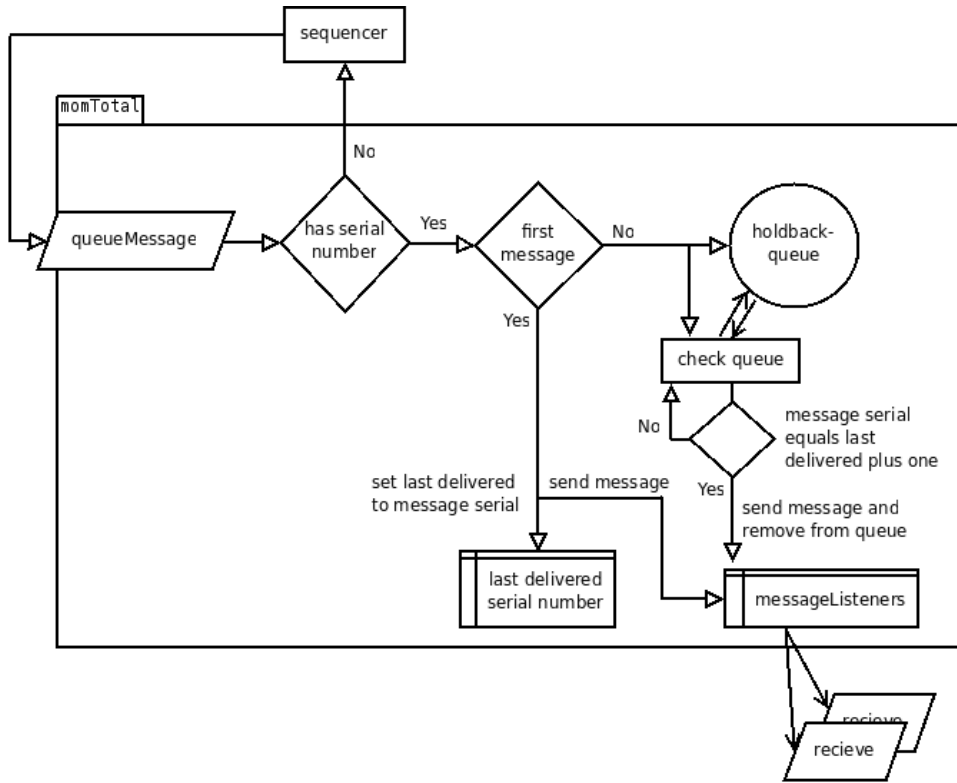 sequencer
momTotal
No
has serial
number
Yes
first
message
No
holdback-
queue
queueMessage
Yes
check queue
No
message serial
equals last
delivered plus one
Yes
set last delivered
to message serial
send message
send message and
remove from queue
last delivered
serial number
messageListeners
recieve
recieve